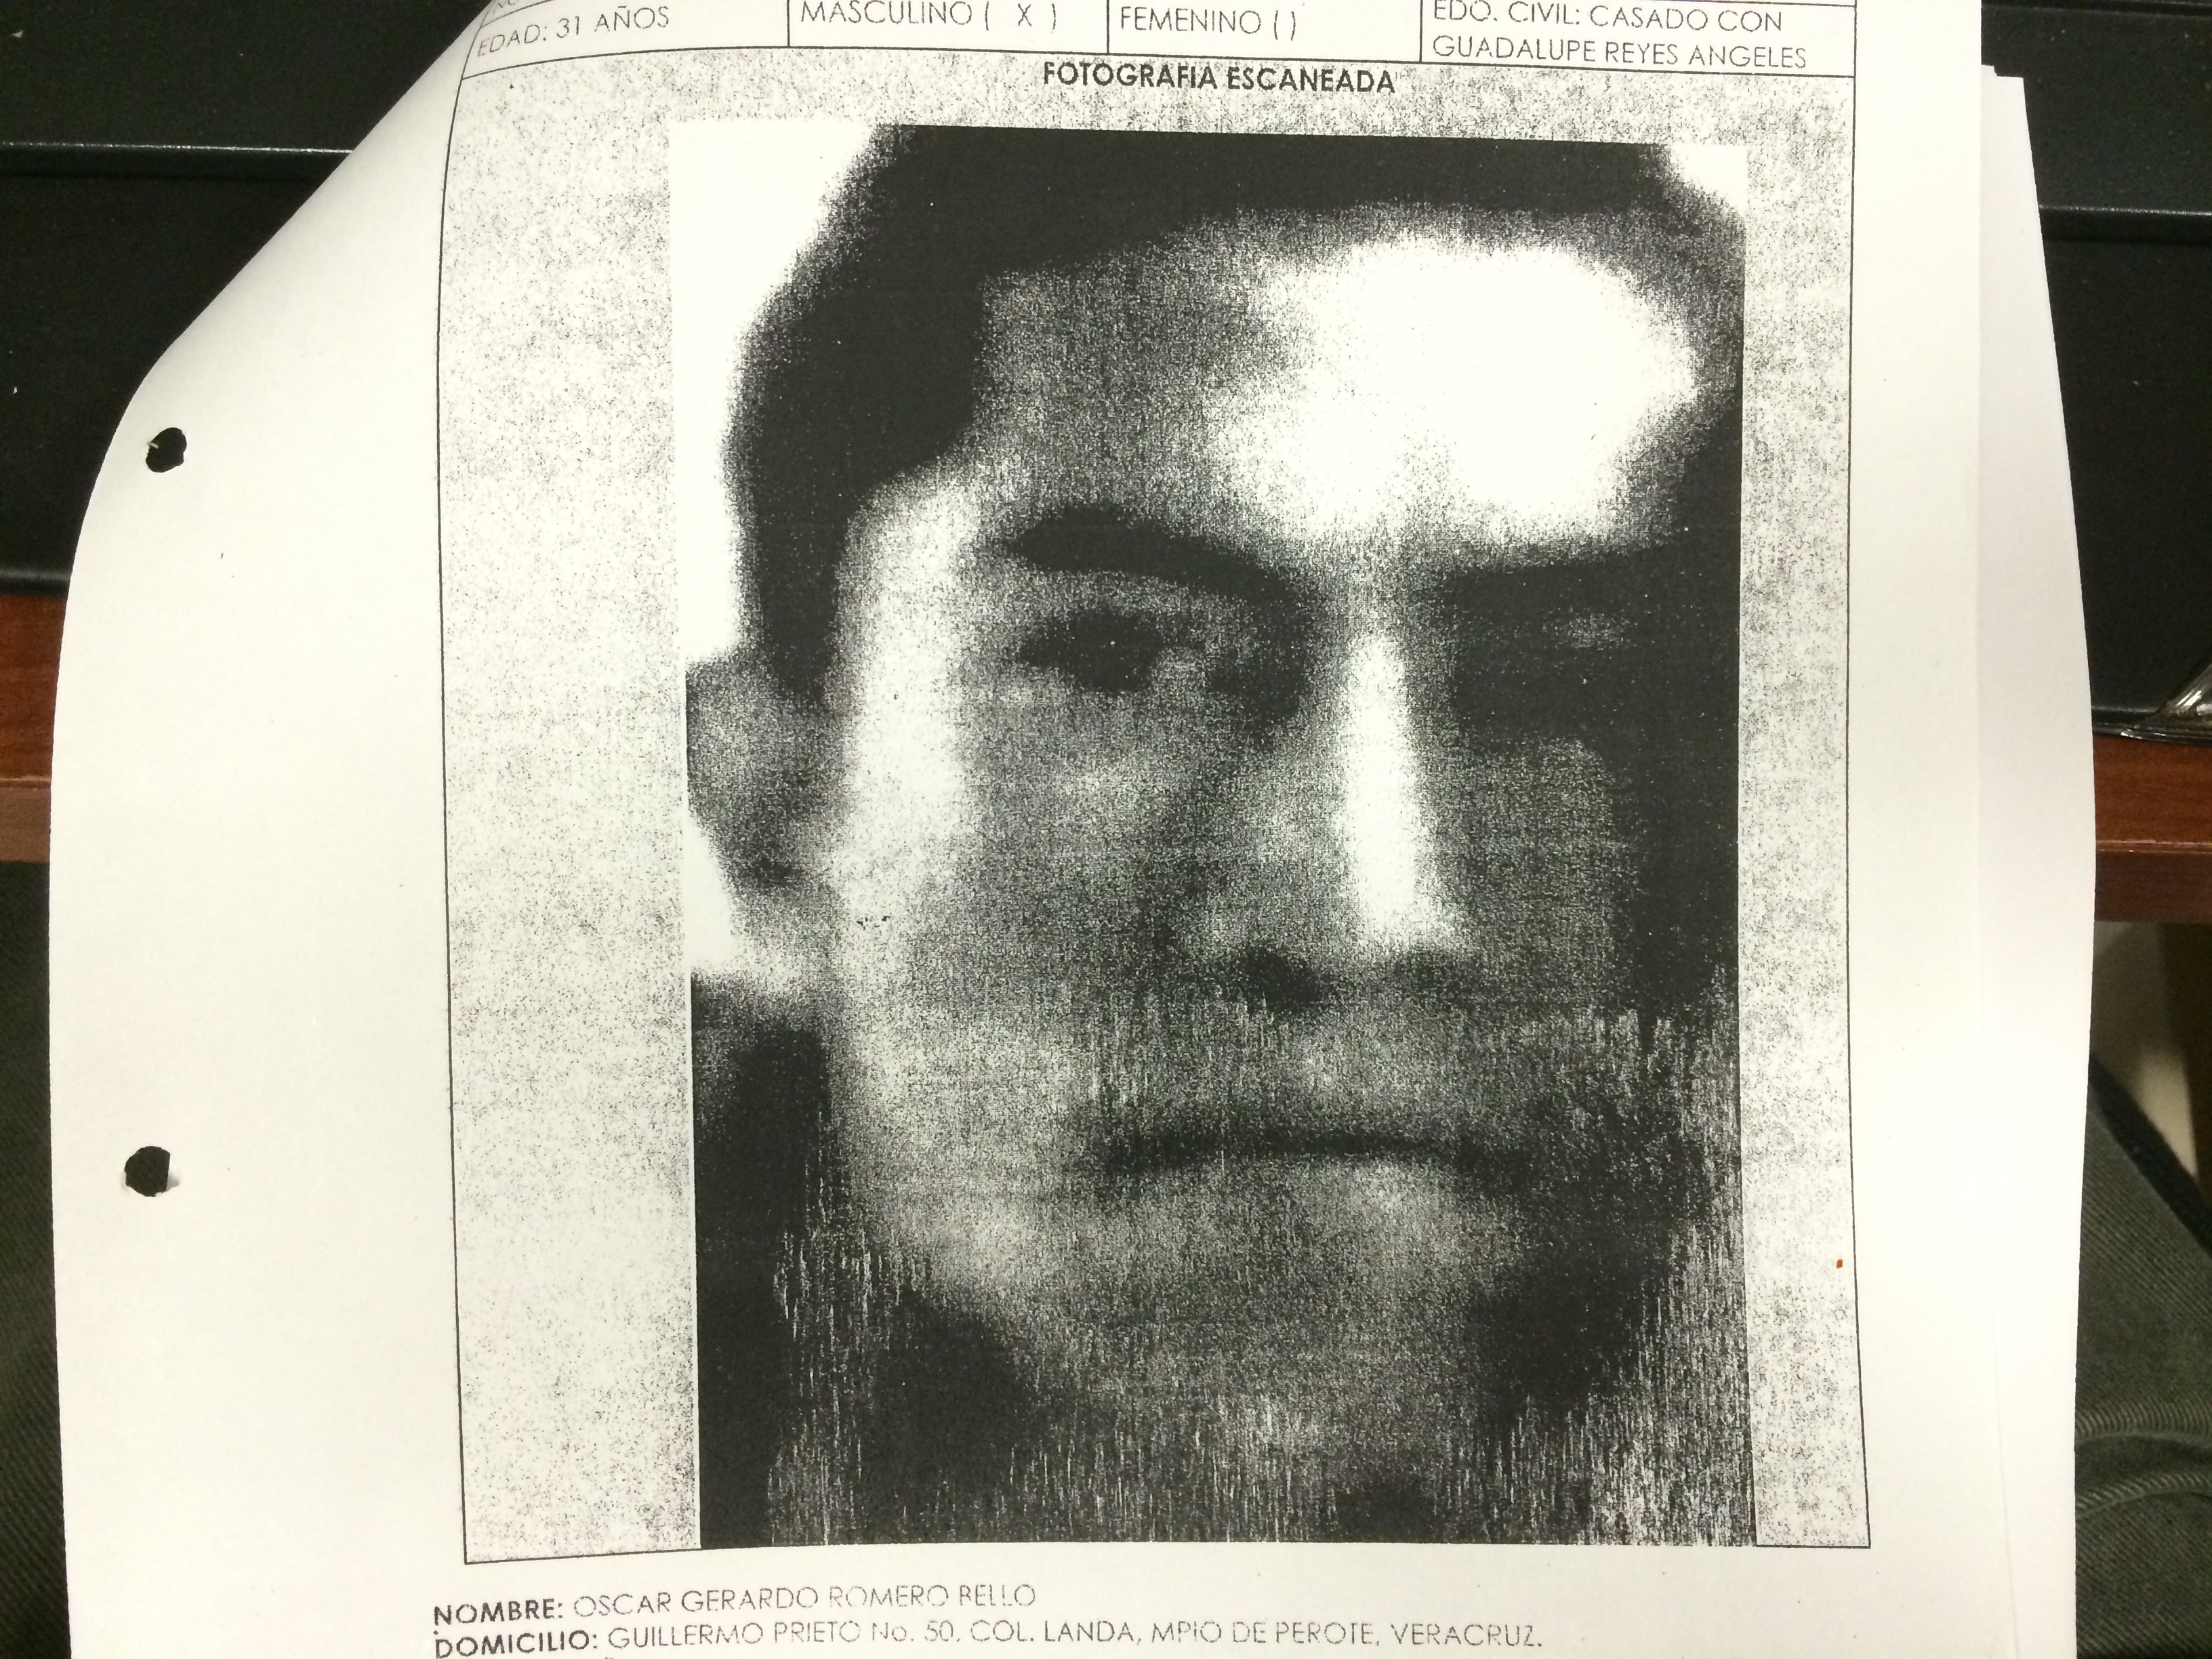 EDAD: 31 AÑOS
MASCULINO ( X )
FEMENINO ( )
EDO. CIVIL: CASADO CON
GUADALUPE REYES ANGELES
FOTOGRAFIA ESCANEADA
NOMBRE: OSCAR GERARDO ROMERO BELLO
DOMICILIO: GUILLERMO PRIETO No. 50, COL. LANDA, MPIO DE PEROTE, VERACRUZ.